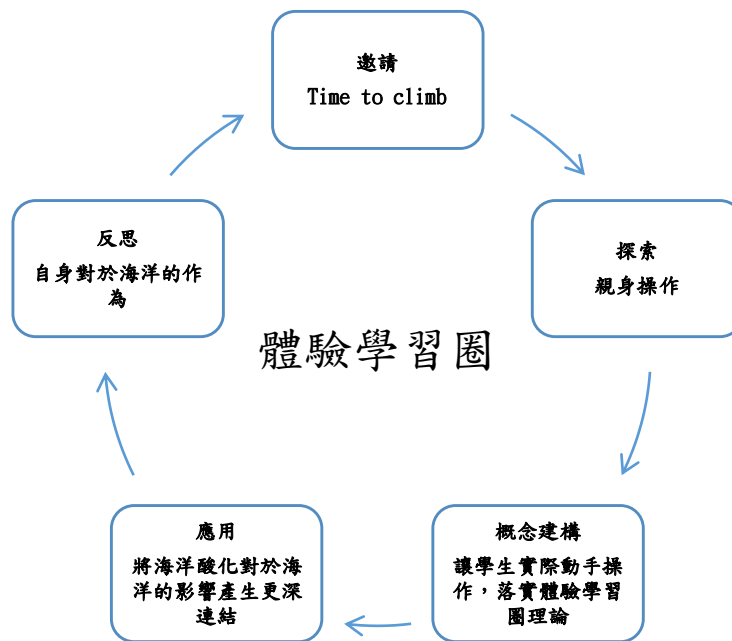 邀請
Time to climb
探索
親身操作
概念建構
讓學生實際動手操
作，落實體驗學習
圈理論
應用
將海洋酸化對於海
洋的影響產生更深
連結
反思
自身對於海洋的作
為
體驗學習圈